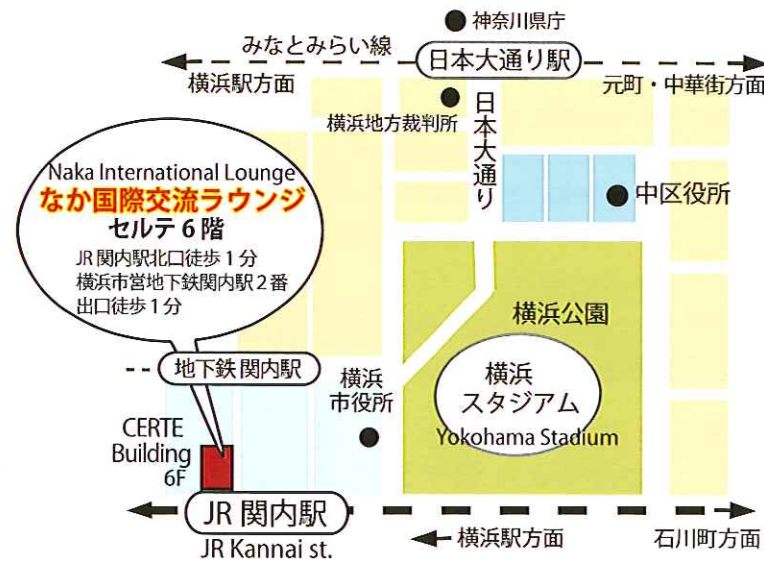 神奈川県庁
みなとみらい線
日本大通り駅
横浜駅方面
元町・中華街方面
横浜地方裁判所
日本大通り
中区役所
Naka International Lounge
なか国際交流ラウンジ
セルテ6階
JR関内駅北口徒歩1分
横浜市営地下鉄関内駅2番
出口徒歩1分
横浜公園
地下鉄関内駅
横浜
市役所
横浜
スタジアム
Yokohama Stadium
CERTE
Building
6F
JR関内駅
JR Kannai st.
横浜駅方面
石川町方面